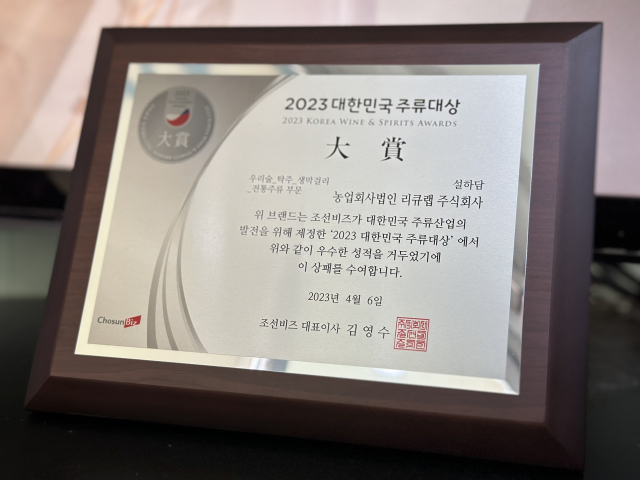 大賞
2023 대한민국 주류대상
2023 KOREA WINE & SPIRITS AWARDS
大 賞
우리술_탁주_생막걸리
_전통주류 부문
설하담
농업회사법인 리큐랩 주식회사
위 브랜드는 조선비즈가 대한민국 주류산업의
발전을 위해 제정한 '2023 대한민국 주류대상' 에서
위와 같이 우수한 성적을 거두었기에
이 상패를 수여합니다.
2023년 4월 6일
조선비즈 대표이사 김영수
ChosunBiz